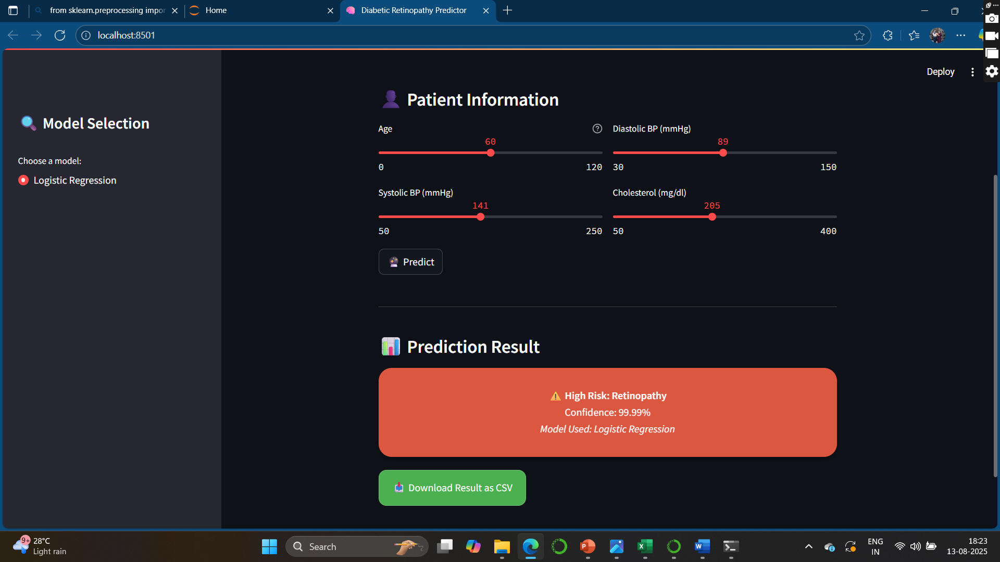 from sklearn.preprocessing impor
Home
Diabetic Retinopathy Predictor
localhost:8501
Deploy
Model Selection
Choose a model:
Logistic Regression
Patient Information
Age
60
0 120
Diastolic BP (mmHg)
89
30 150
Systolic BP (mmHg)
141
50 250
Cholesterol (mg/dl)
205
50 400
Predict
Prediction Result
High Risk: Retinopathy
Confidence: 99.99%
Model Used: Logistic Regression
Download Result as CSV
9+
28°C
Light rain
Search
ENG
IN
18:23
13-08-2025